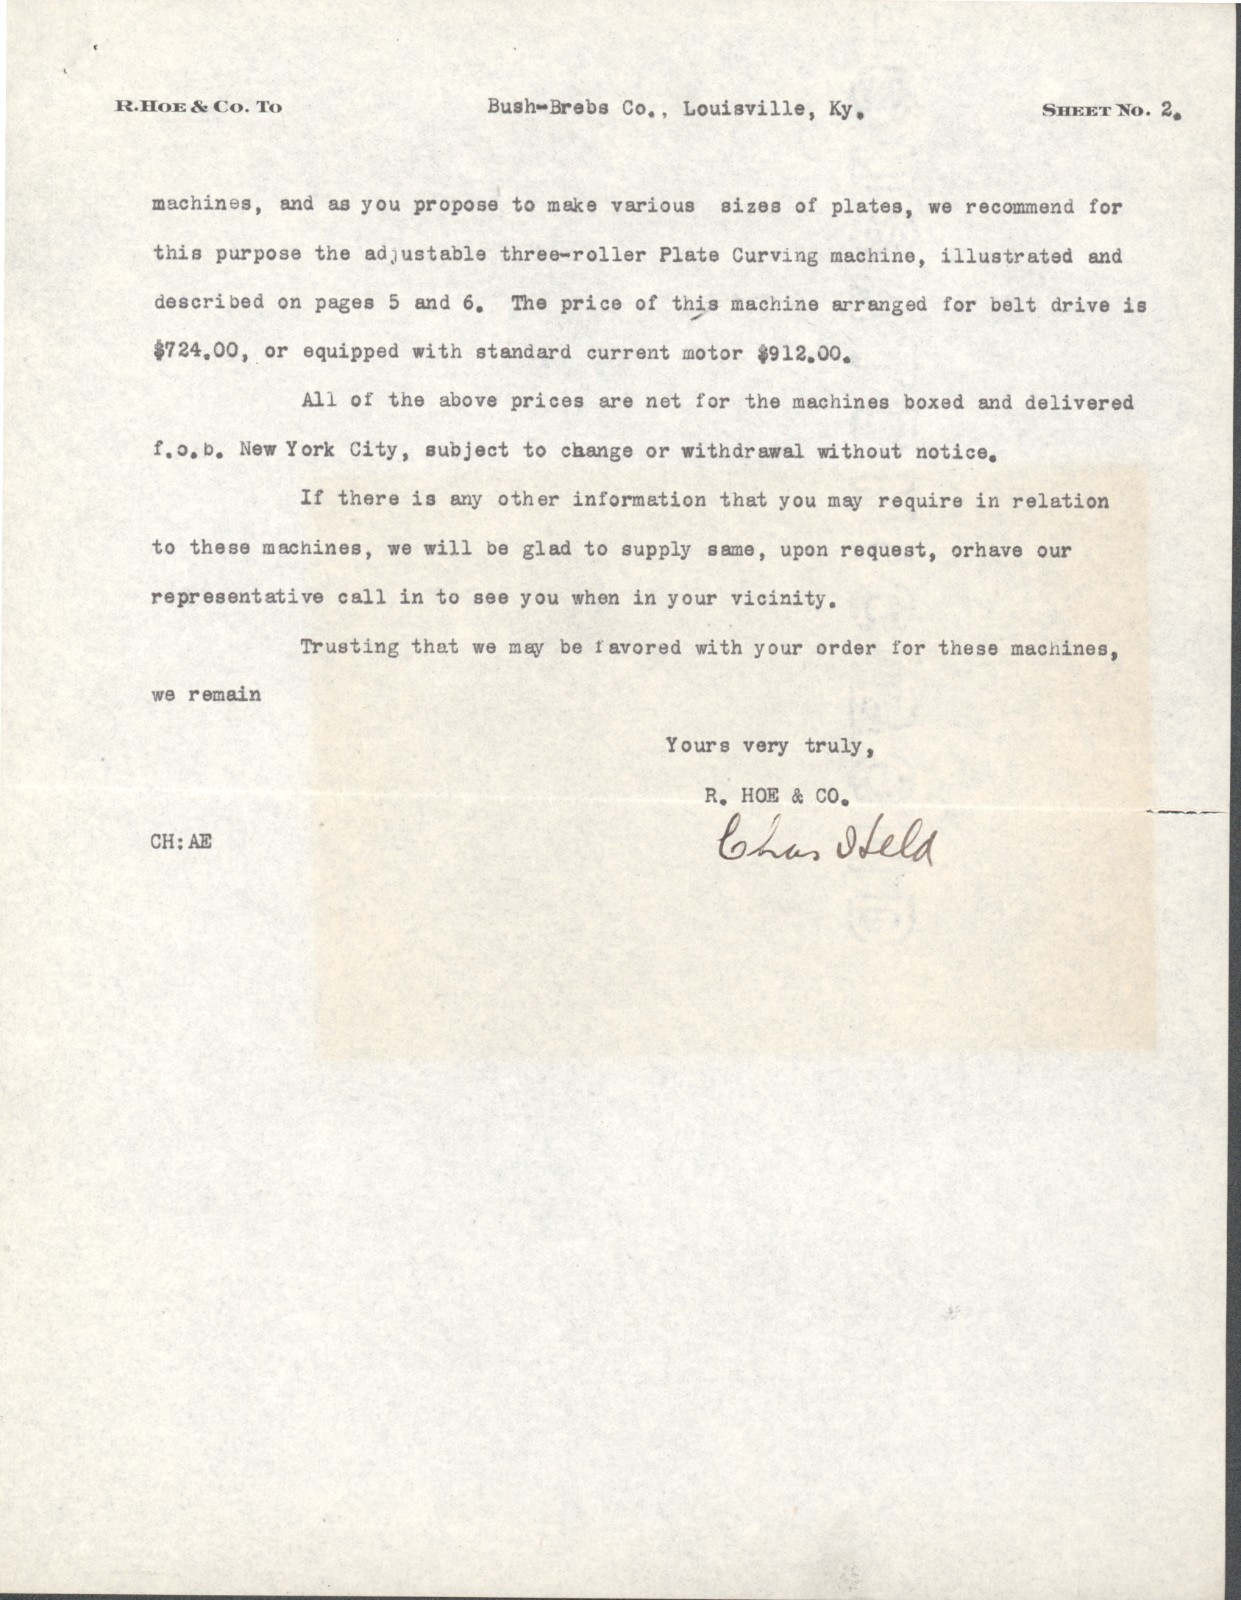 R. HOE & CO. TO Bush-Brebs Co., Louisville, Ky. SHEET NO. 2.
machines, and as you propose to make various sizes of plates, we recommend for
this purpose the adjustable three-roller Plate Curving machine, illustrated and
described on pages 5 and 6. The price of this machine arranged for belt drive is
$724.00, or equipped with standard current motor $912.00.
All of the above prices are net for the machines boxed and delivered
f.o.b. New York City, subject to change or withdrawal without notice.
If there is any other information that you may require in relation
to these machines, we will be glad to supply same, upon request, orhave our
representative call in to see you when in your vicinity.
Trusting that we may be favored with your order for these machines,
we remain
Yours very truly,
R. HOE & CO.
Chas Held
CH:AE